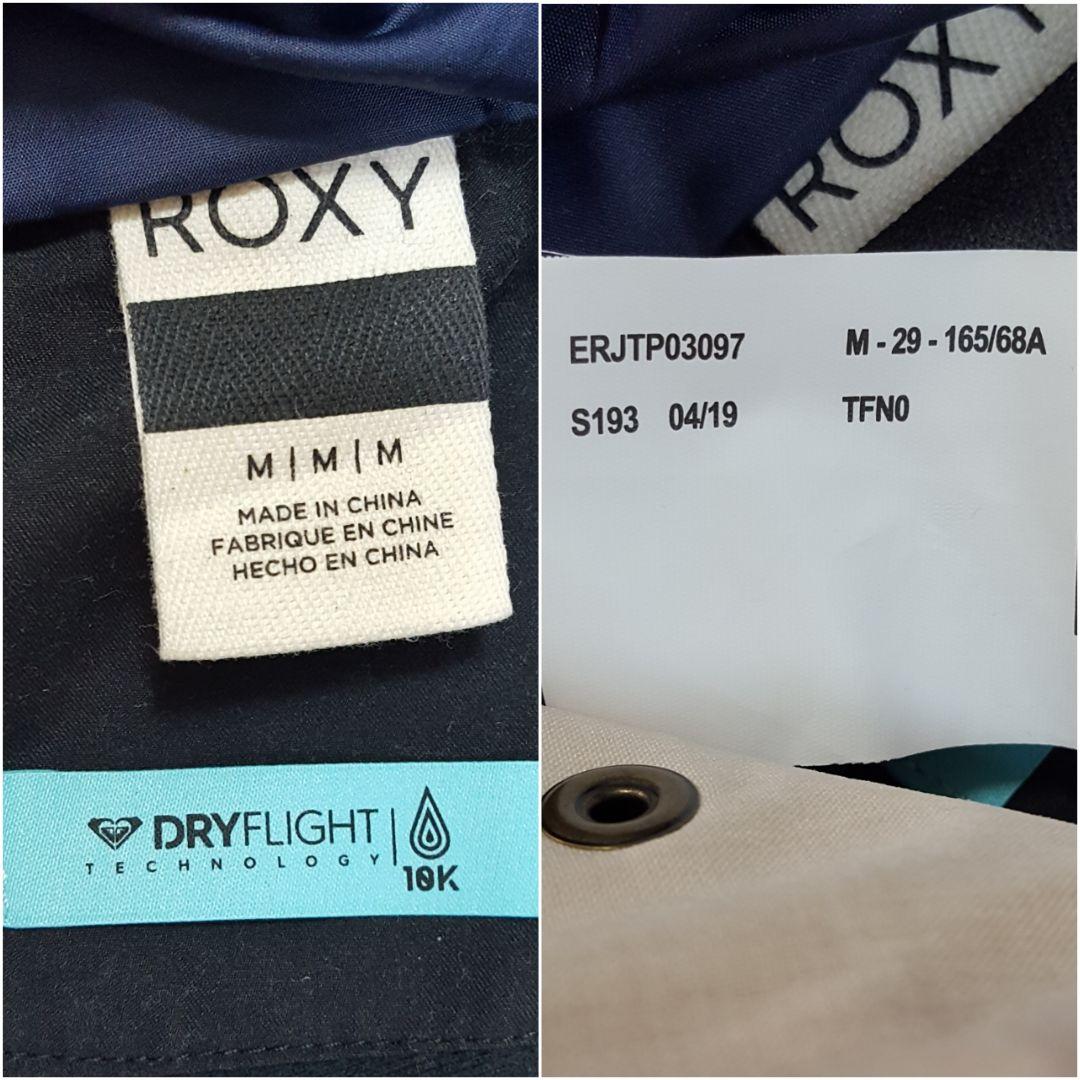 ROXY
M | M | M
MADE IN CHINA
FABRIQUE EN CHINE
HECHO EN CHINA
DRYFLIGHT
TECHNOLOGY
10K
ROXY
ERJTP03097 M - 29 - 165/68A
S193 04/19 TFN0